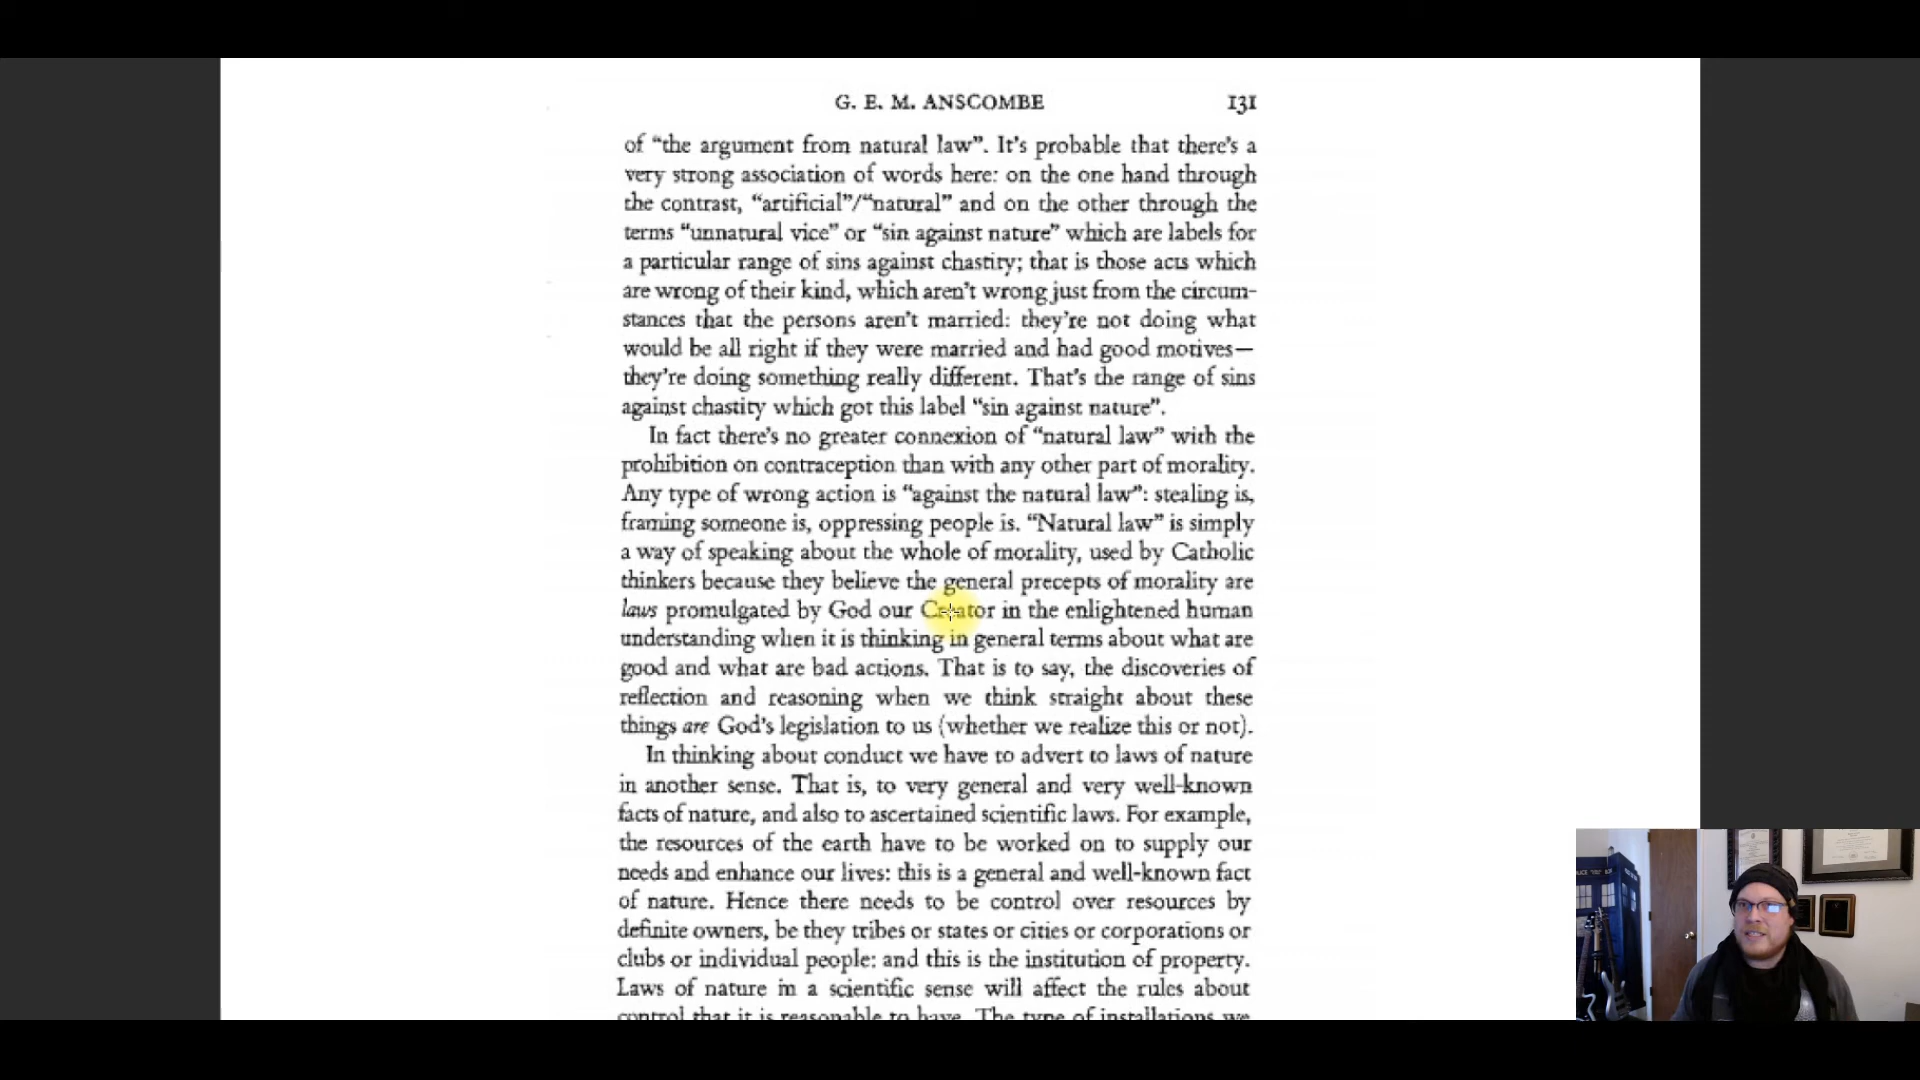 G. E. M. ANSCOMBE 131
of “the argument from natural law”. It's probable that there's a
very strong association of words here: on the one hand through
the contrast, “artificial”/“natural” and on the other through the
terms “unnatural vice” or “sin against nature” which are labels for
a particular range of sins against chastity; that is those acts which
are wrong of their kind, which aren't wrong just from the circum-
stances that the persons aren't married: they're not doing what
would be all right if they were married and had good motives—
they're doing something really different. That's the range of sins
against chastity which got this label “sin against nature”.
In fact there's no greater connexion of “natural law” with the
prohibition on contraception than with any other part of morality.
Any type of wrong action is “against the natural law”: stealing is,
framing someone is, oppressing people is. “Natural law” is simply
a way of speaking about the whole of morality, used by Catholic
thinkers because they believe the general precepts of morality are
laws promulgated by God our Creator in the enlightened human
understanding when it is thinking in general terms about what are
good and what are bad actions. That is to say, the discoveries of
reflection and reasoning when we think straight about these
things are God's legislation to us (whether we realize this or not).
In thinking about conduct we have to advert to laws of nature
in another sense. That is, to very general and very well-known
facts of nature, and also to ascertained scientific laws. For example,
the resources of the earth have to be worked on to supply our
needs and enhance our lives: this is a general and well-known fact
of nature. Hence there needs to be control over resources by
definite owners, be they tribes or states or cities or corporations or
clubs or individual people: and this is the institution of property.
Laws of nature in a scientific sense will affect the rules about
control that it is reasonable to have. The type of installations we